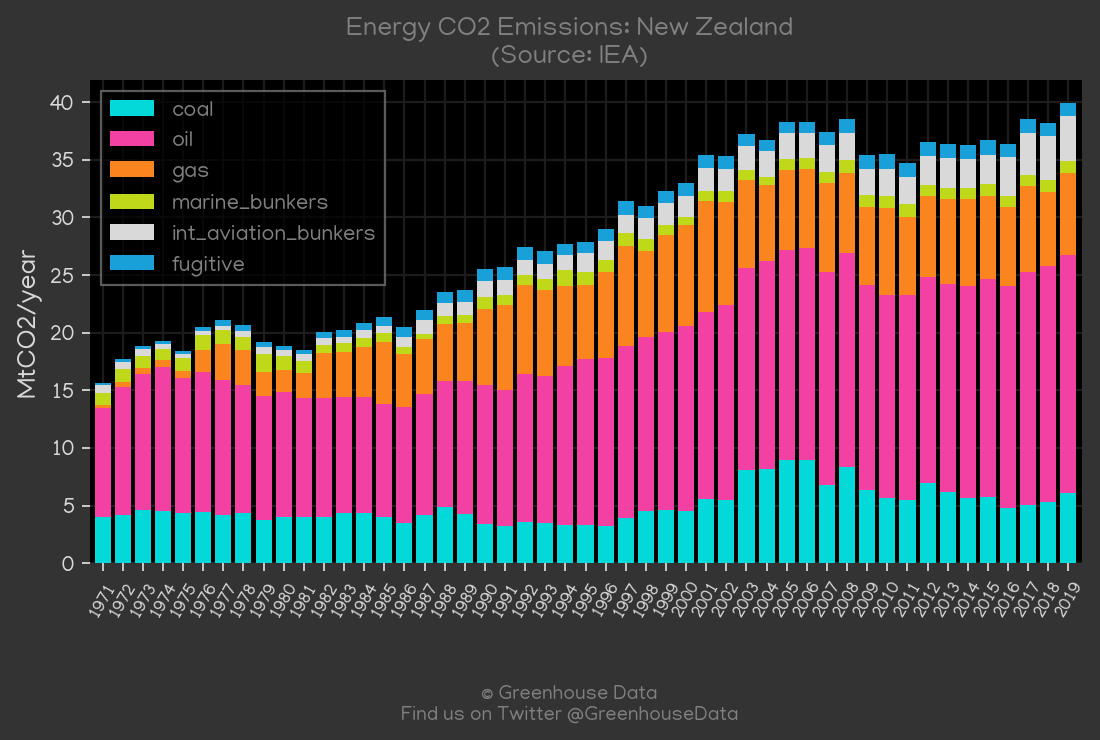 Energy CO2 Emissions: New Zealand
(Source: IEA)
MtCO2/year
40
35
30
25
20
15
10
5
0
coal
oil
gas
marine_bunkers
int_aviation_bunkers
fugitive
1971 1972 1973 1974 1975 1976 1977 1978 1979 1980 1981 1982 1983 1984 1985 1986 1987 1988 1989 1990 1991 1992 1993 1994 1995 1996 1997 1998 1999 2000 2001 2002 2003 2004 2005 2006 2007 2008 2009 2010 2011 2012 2013 2014 2015 2016 2017 2018 2019
© Greenhouse Data
Find us on Twitter @GreenhouseData